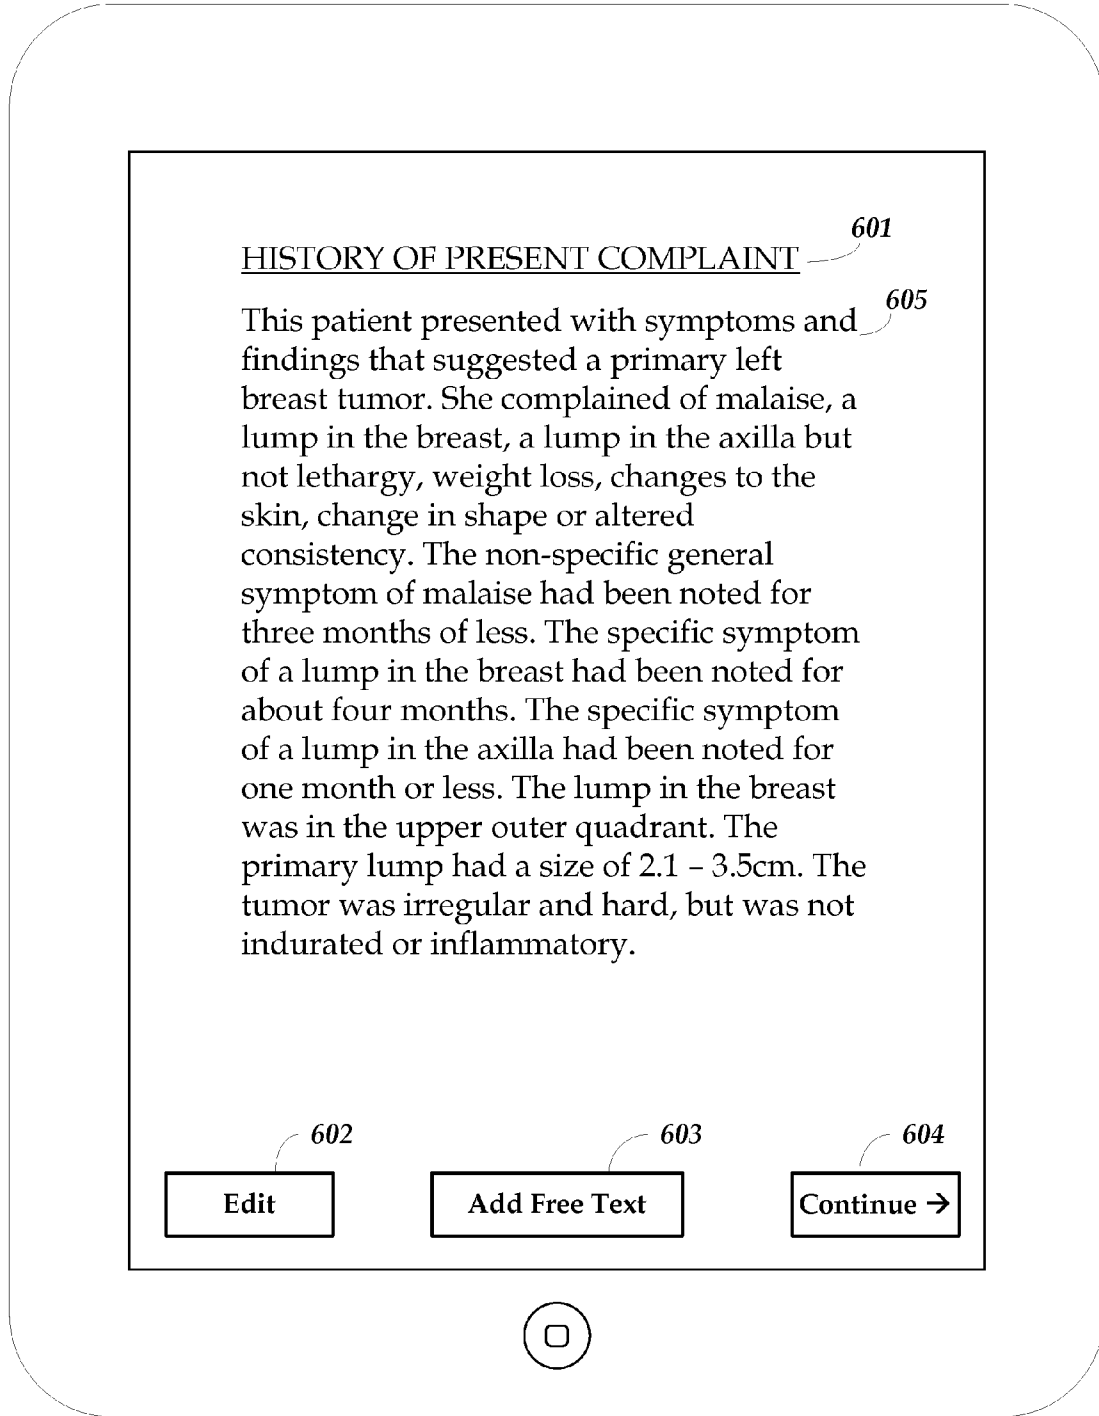 601
HISTORY OF PRESENT COMPLAINT
605
This patient presented with symptoms and
findings that suggested a primary left
breast tumor. She complained of malaise, a
lump in the breast, a lump in the axilla but
not lethargy, weight loss, changes to the
skin, change in shape or altered
consistency. The non-specific general
symptom of malaise had been noted for
three months of less. The specific symptom
of a lump in the breast had been noted for
about four months. The specific symptom
of a lump in the axilla had been noted for
one month or less. The lump in the breast
was in the upper outer quadrant. The
primary lump had a size of 2.1 – 3.5cm. The
tumor was irregular and hard, but was not
indurated or inflammatory.
602
603
604
Edit
Add Free Text
Continue →